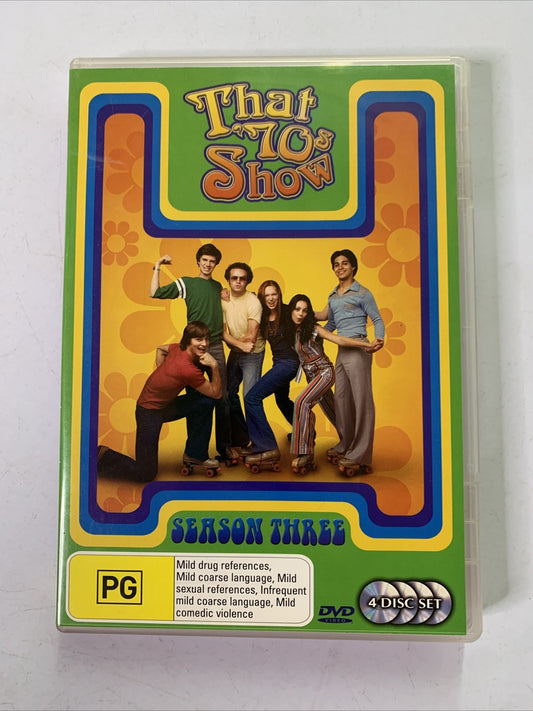 That
'70s
Show
SEASON THREE
PG
Mild drug references,
Mild coarse language, Mild
sexual references, Infrequent
mild coarse language, Mild
comedic violence
DVD
VIDEO
4 DISC SET